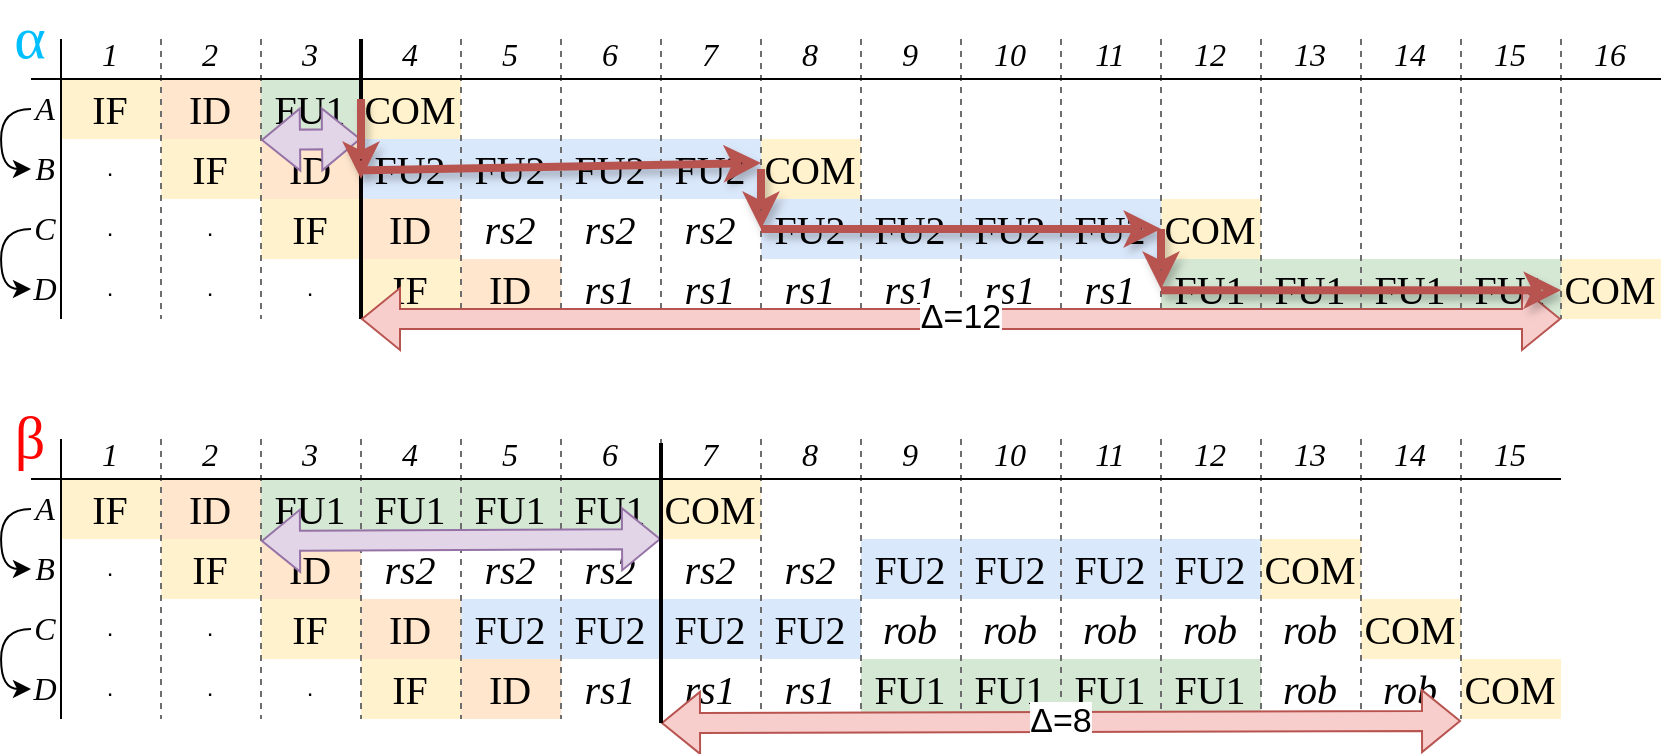 α
1 2 3 4 5 6 7 8 9 10 11 12 13 14 15 16
A IF ID FU1 COM
B . IF ID FU2 FU2 FU2 FU2 COM
C . . IF ID rs2 rs2 rs2 FU2 FU2 FU2 FU2 COM
D . . . IF ID rs1 rs1 rs1 rs1 rs1 rs1 FU1 FU1 FU1 FU1 COM
Δ=12
β
1 2 3 4 5 6 7 8 9 10 11 12 13 14 15
A IF ID FU1 FU1 FU1 FU1 COM
B . IF ID rs2 rs2 rs2 rs2 rs2 FU2 FU2 FU2 FU2 COM
C . . IF ID FU2 FU2 FU2 FU2 rob rob rob rob rob COM
D . . . IF ID rs1 rs1 rs1 FU1 FU1 FU1 FU1 rob rob COM
Δ=8